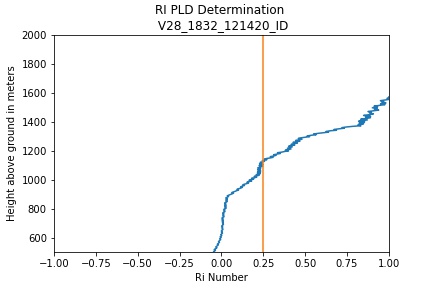 RI PLD Determination
V28_1832_121420_ID
2000
1800
1600
1400
1200
1000
800
600
Height above ground in meters
−1.00 −0.75 −0.50 −0.25 0.00 0.25 0.50 0.75 1.00
Ri Number